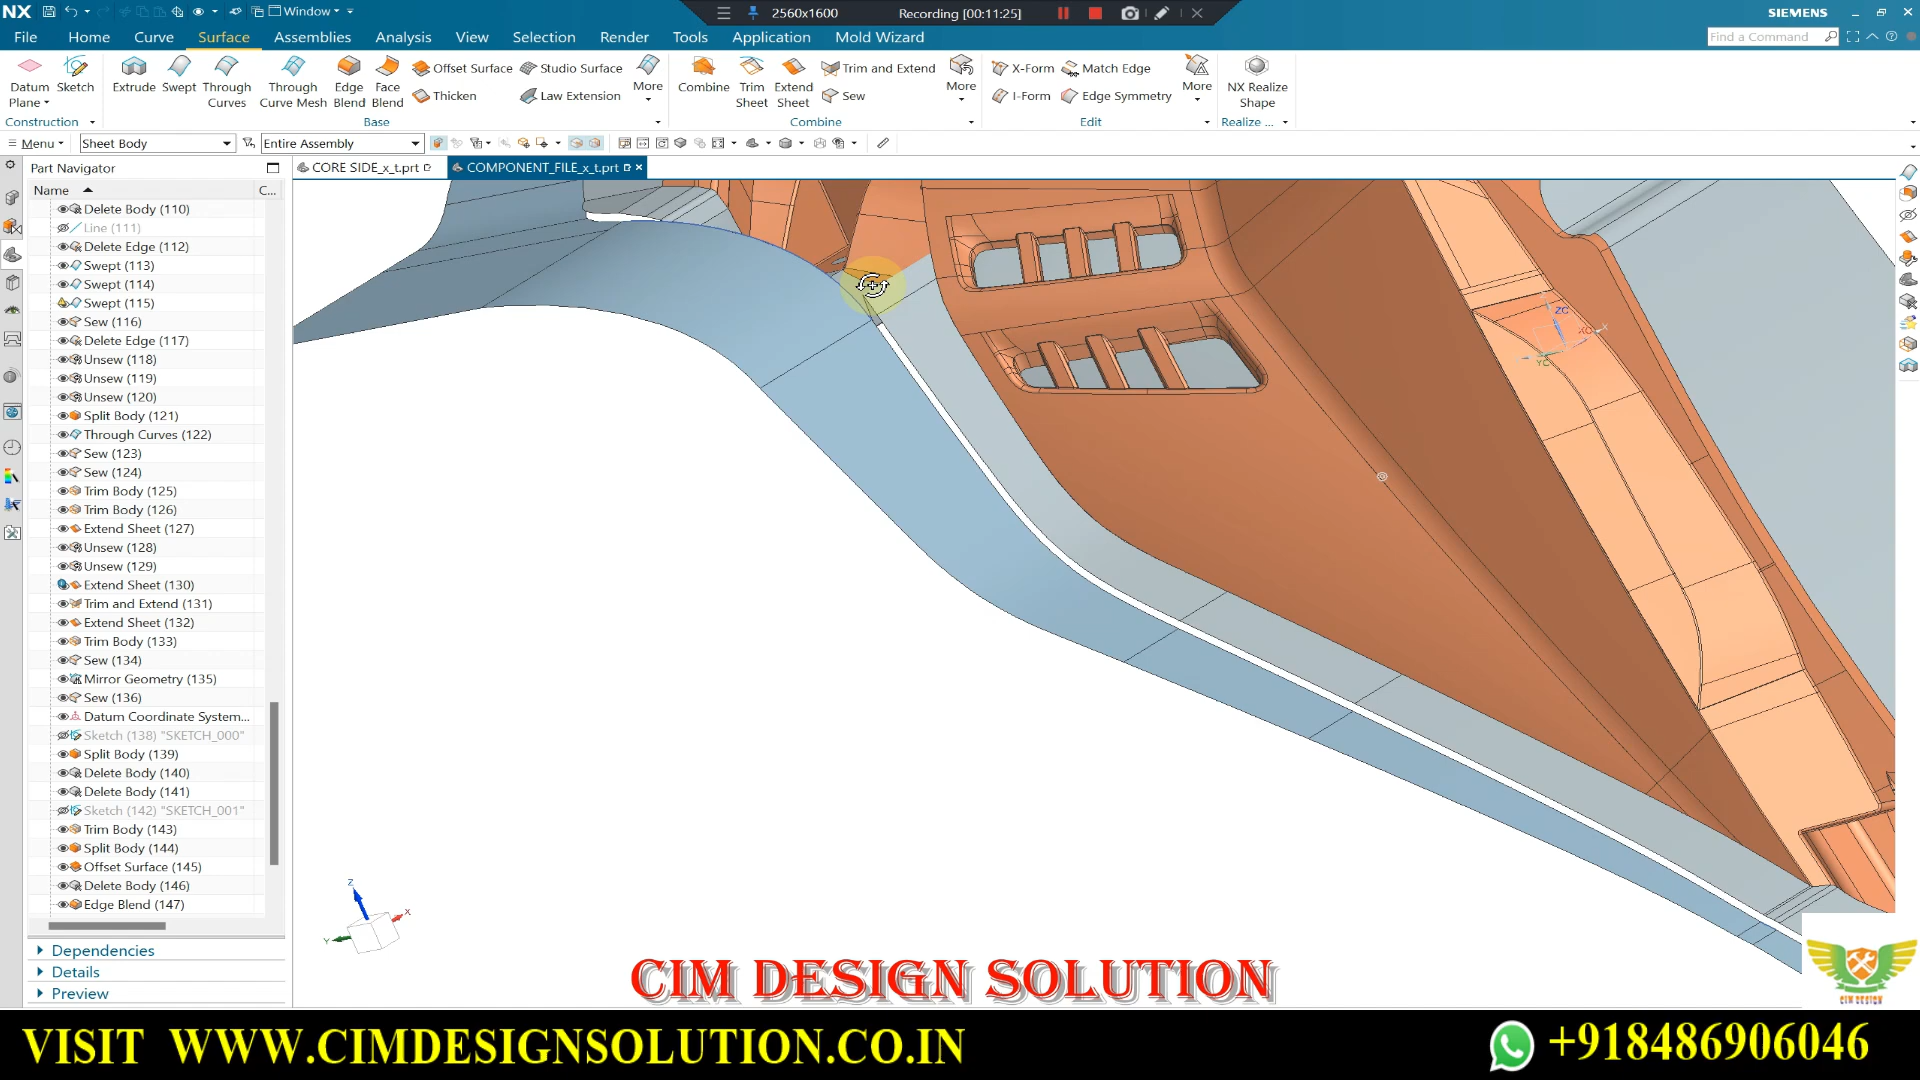 NX Window 2560x1600 Recording [00:11:25] SIEMENS
File Home Curve Surface Assemblies Analysis View Selection Render Tools Application Mold Wizard Find a Command
Datum Plane Sketch Extrude Swept Through Curves Through Curve Mesh Edge Blend Face Blend Offset Surface Thicken Studio Surface Law Extension More Combine Trim Sheet Extend Sheet Trim and Extend Sew More X-Form I-Form Match Edge Edge Symmetry More NX Realize Shape
Construction Base Combine Edit Realize ...
Menu Sheet Body Entire Assembly
Part Navigator CORE SIDE_x_t.prt COMPONENT_FILE_x_t.prt
Name C...
Delete Body (110)
Line (111)
Delete Edge (112)
Swept (113)
Swept (114)
Swept (115)
Sew (116)
Delete Edge (117)
Unsew (118)
Unsew (119)
Unsew (120)
Split Body (121)
Through Curves (122)
Sew (123)
Sew (124)
Trim Body (125)
Trim Body (126)
Extend Sheet (127)
Unsew (128)
Unsew (129)
Extend Sheet (130)
Trim and Extend (131)
Extend Sheet (132)
Trim Body (133)
Sew (134)
Mirror Geometry (135)
Sew (136)
Datum Coordinate System...
Sketch (138) "SKETCH_000"
Split Body (139)
Delete Body (140)
Delete Body (141)
Sketch (142) "SKETCH_001"
Trim Body (143)
Split Body (144)
Offset Surface (145)
Delete Body (146)
Edge Blend (147)
Dependencies
Details
Preview
ZC
XC X
YC
Z
X
Y
CIM DESIGN SOLUTION
CIM DESIGN
VISIT WWW.CIMDESIGNSOLUTION.CO.IN +918486906046